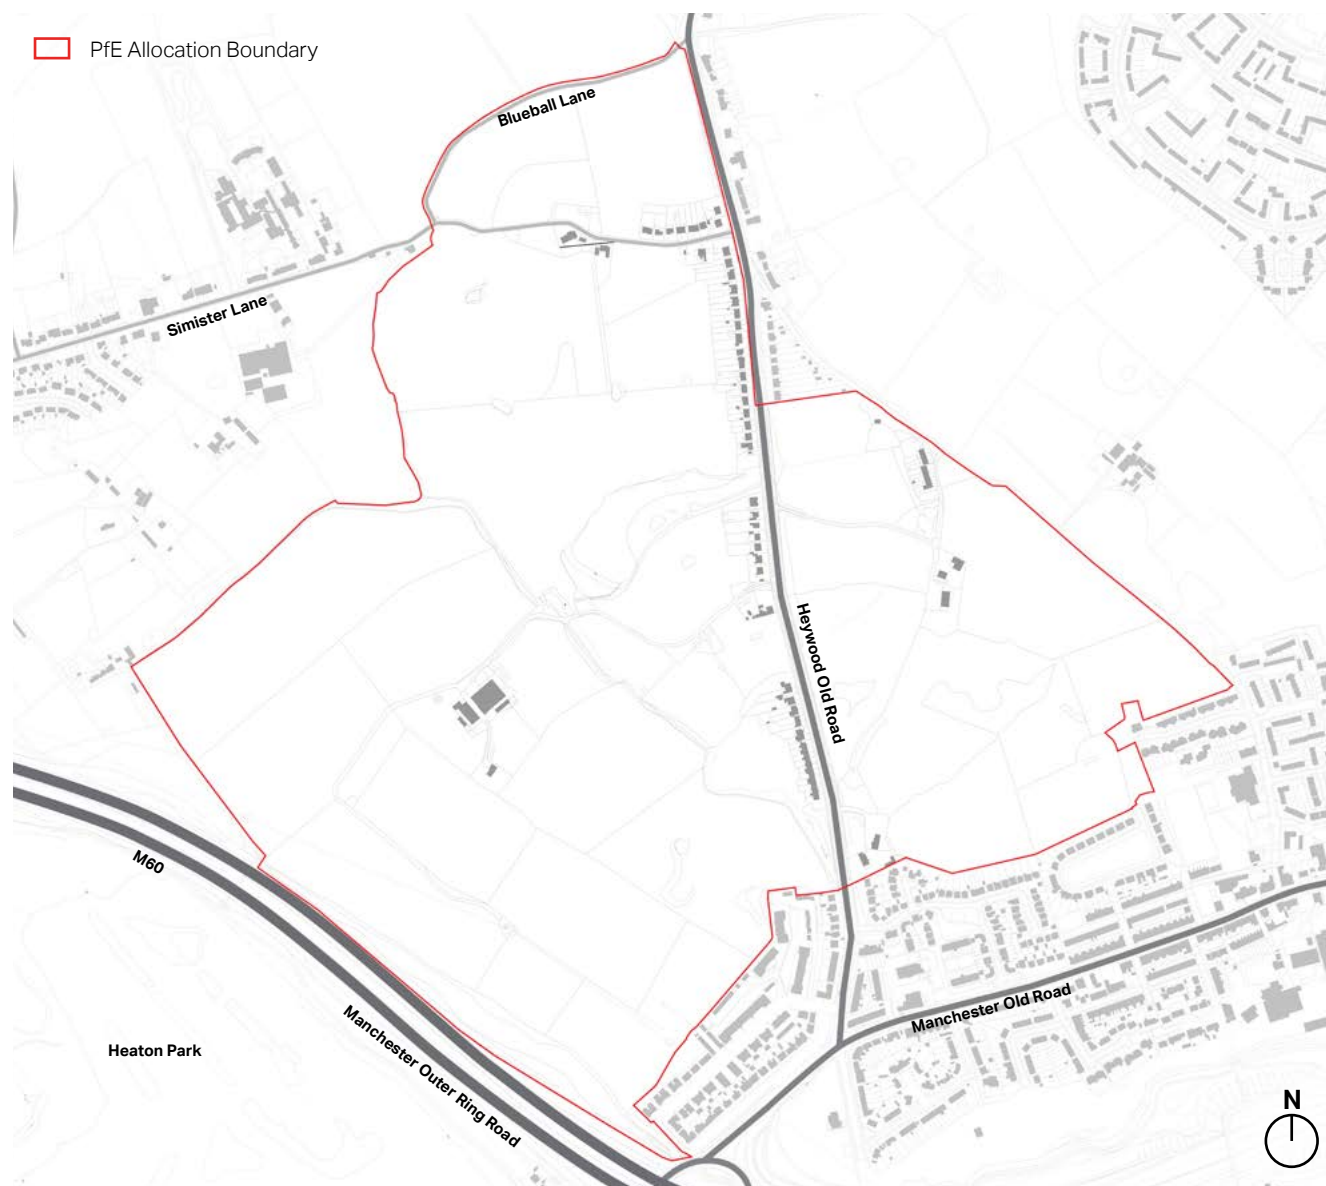 PfE Allocation Boundary
Blueball Lane
Simister Lane
Heywood Old Road
M60
Manchester Outer Ring Road
Manchester Old Road
Heaton Park
N